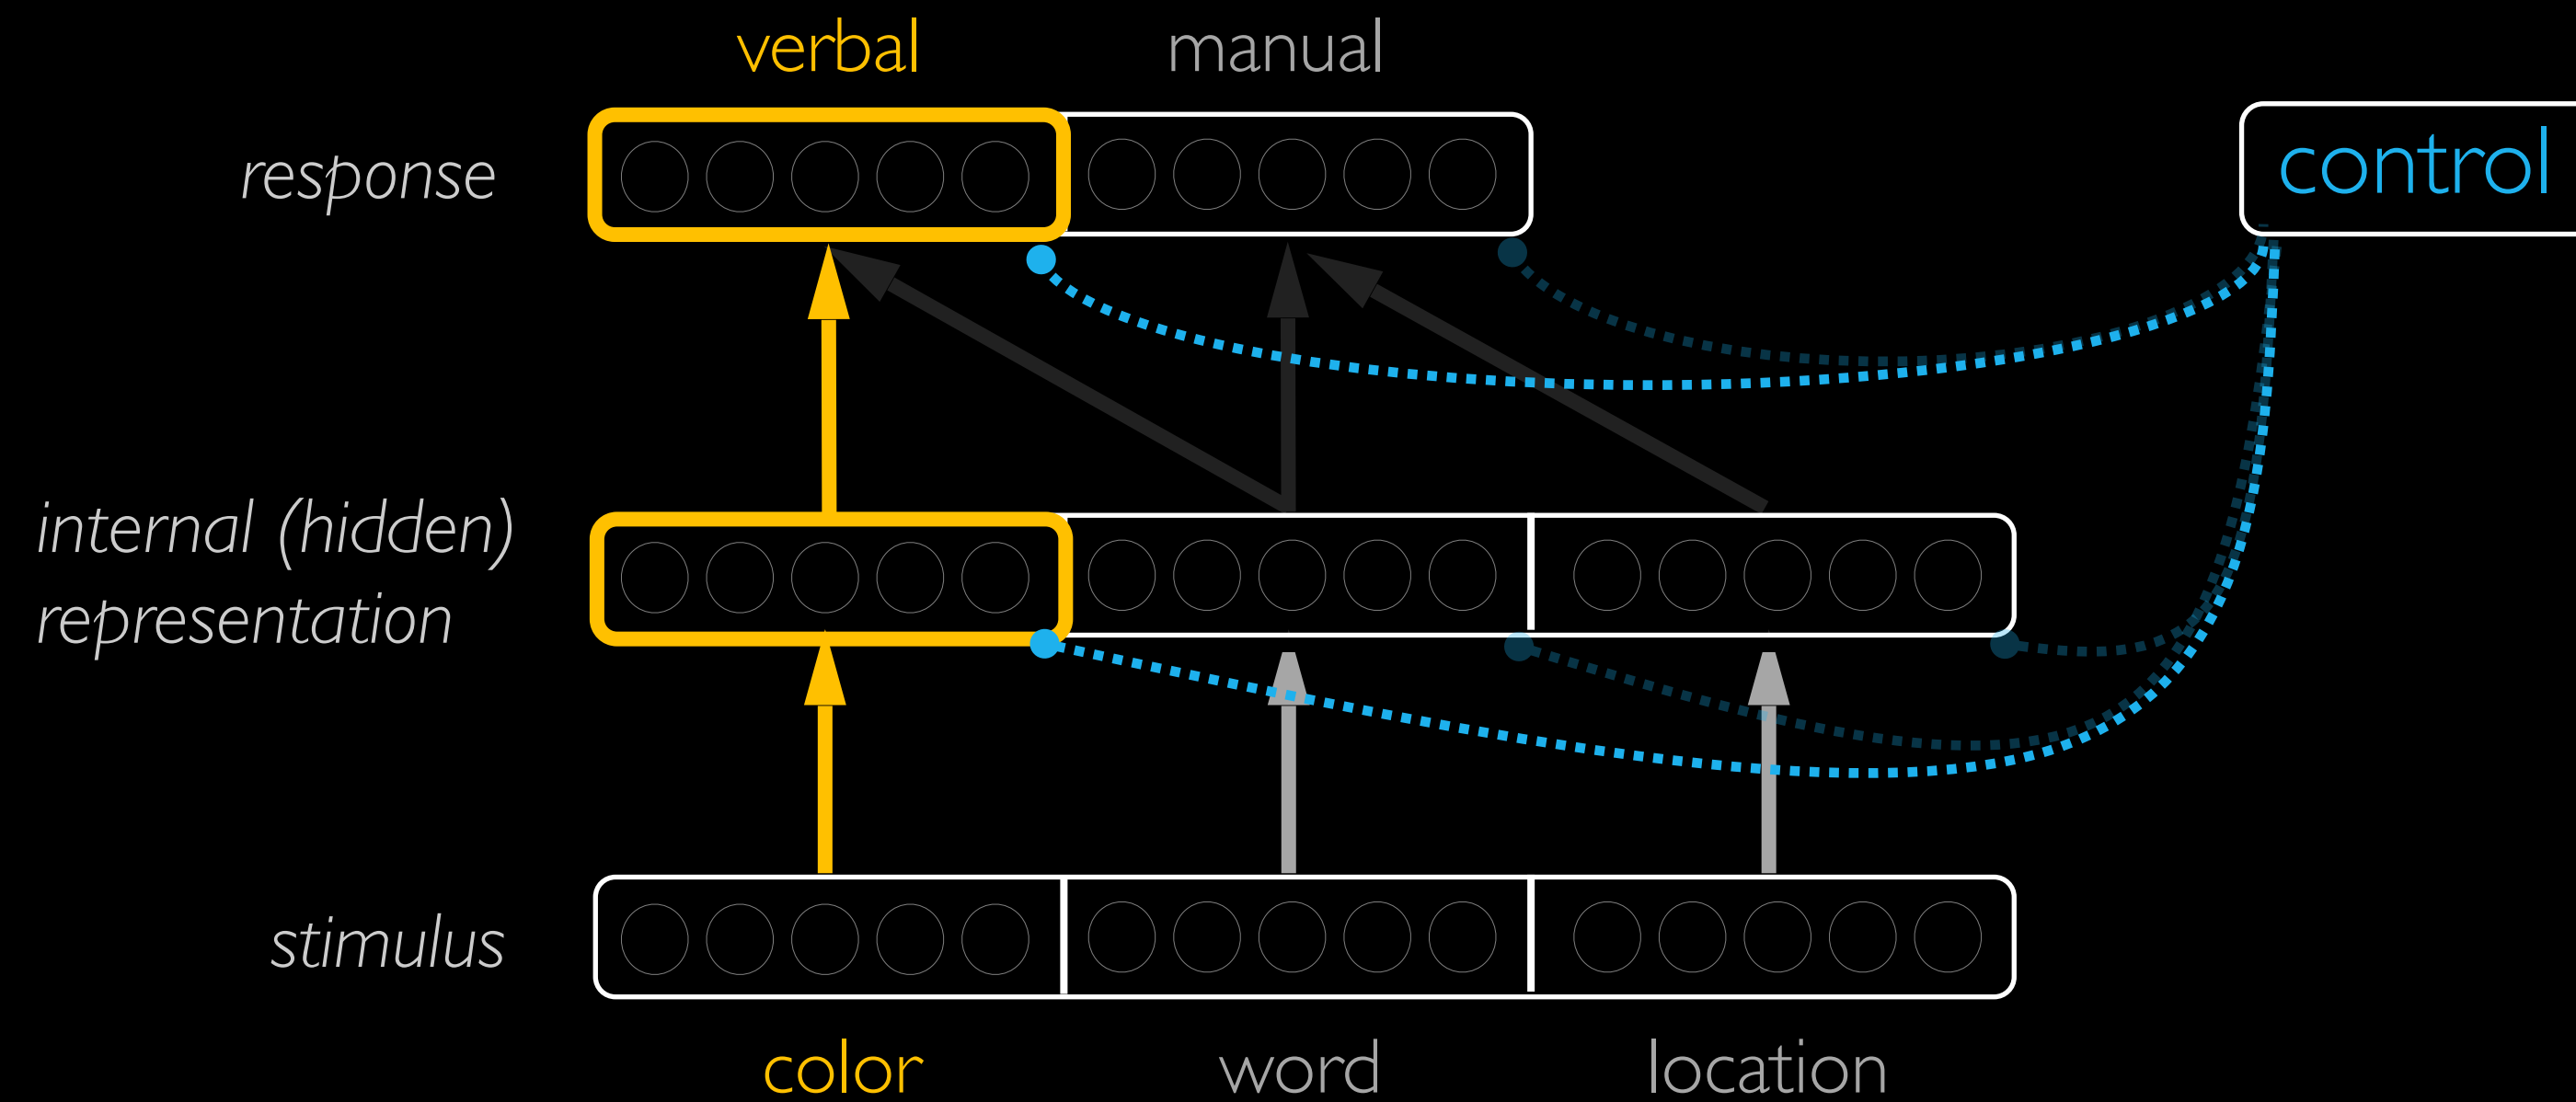 verbal
manual
response
control
internal (hidden)
representation
stimulus
color
word
location